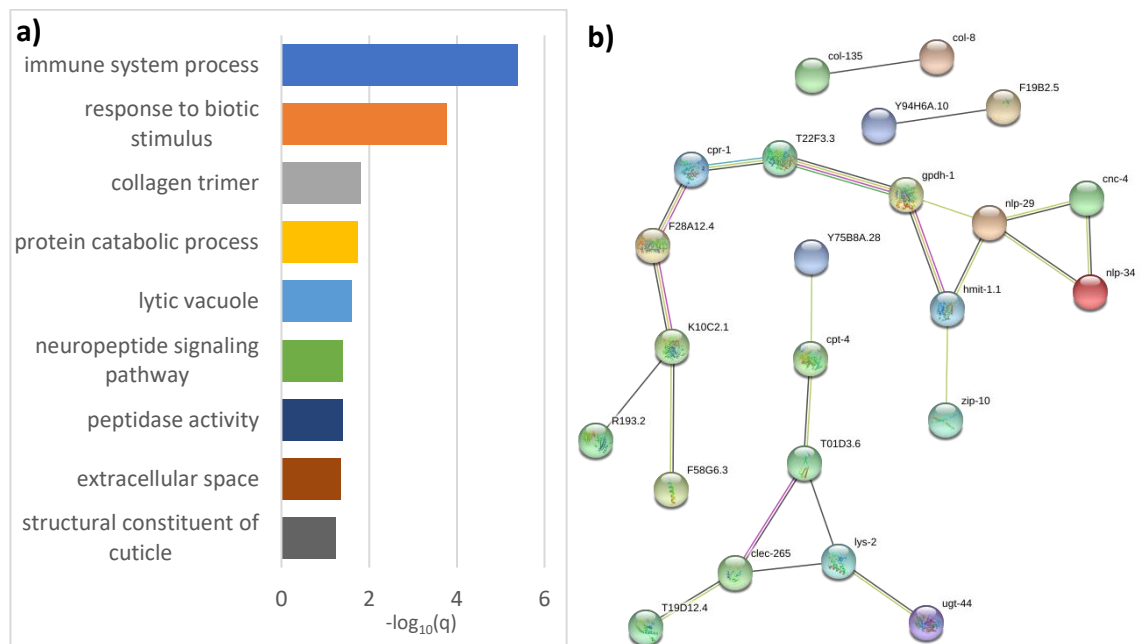 a)
immune system process
response to biotic
stimulus
collagen trimer
protein catabolic process
lytic vacuole
neuropeptide signaling
pathway
peptidase activity
extracellular space
structural constituent of
cuticle
0
2
4
6
-log10(q)
b)
col-8
col-135
F19B2.5
Y94H6A.10
T22F3.3
cpr-1
gpdh-1
cnc-4
nlp-29
F28A12.4
Y75B8A.28
nlp-34
hmit-1.1
K10C2.1
cpt-4
zip-10
R193.2
T01D3.6
F58G6.3
lys-2
clec-265
T19D12.4
ugt-44